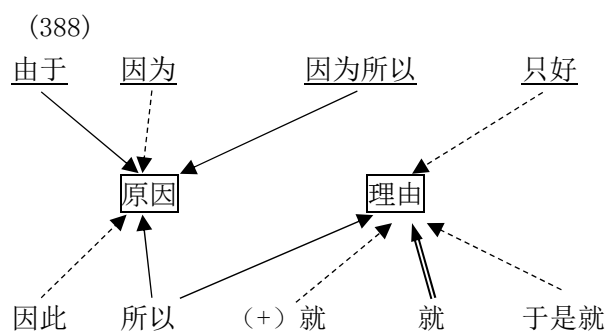 (388)
由于 因为 因为所以 只好
原因 理由
因此 所以 （+）就 就 于是就